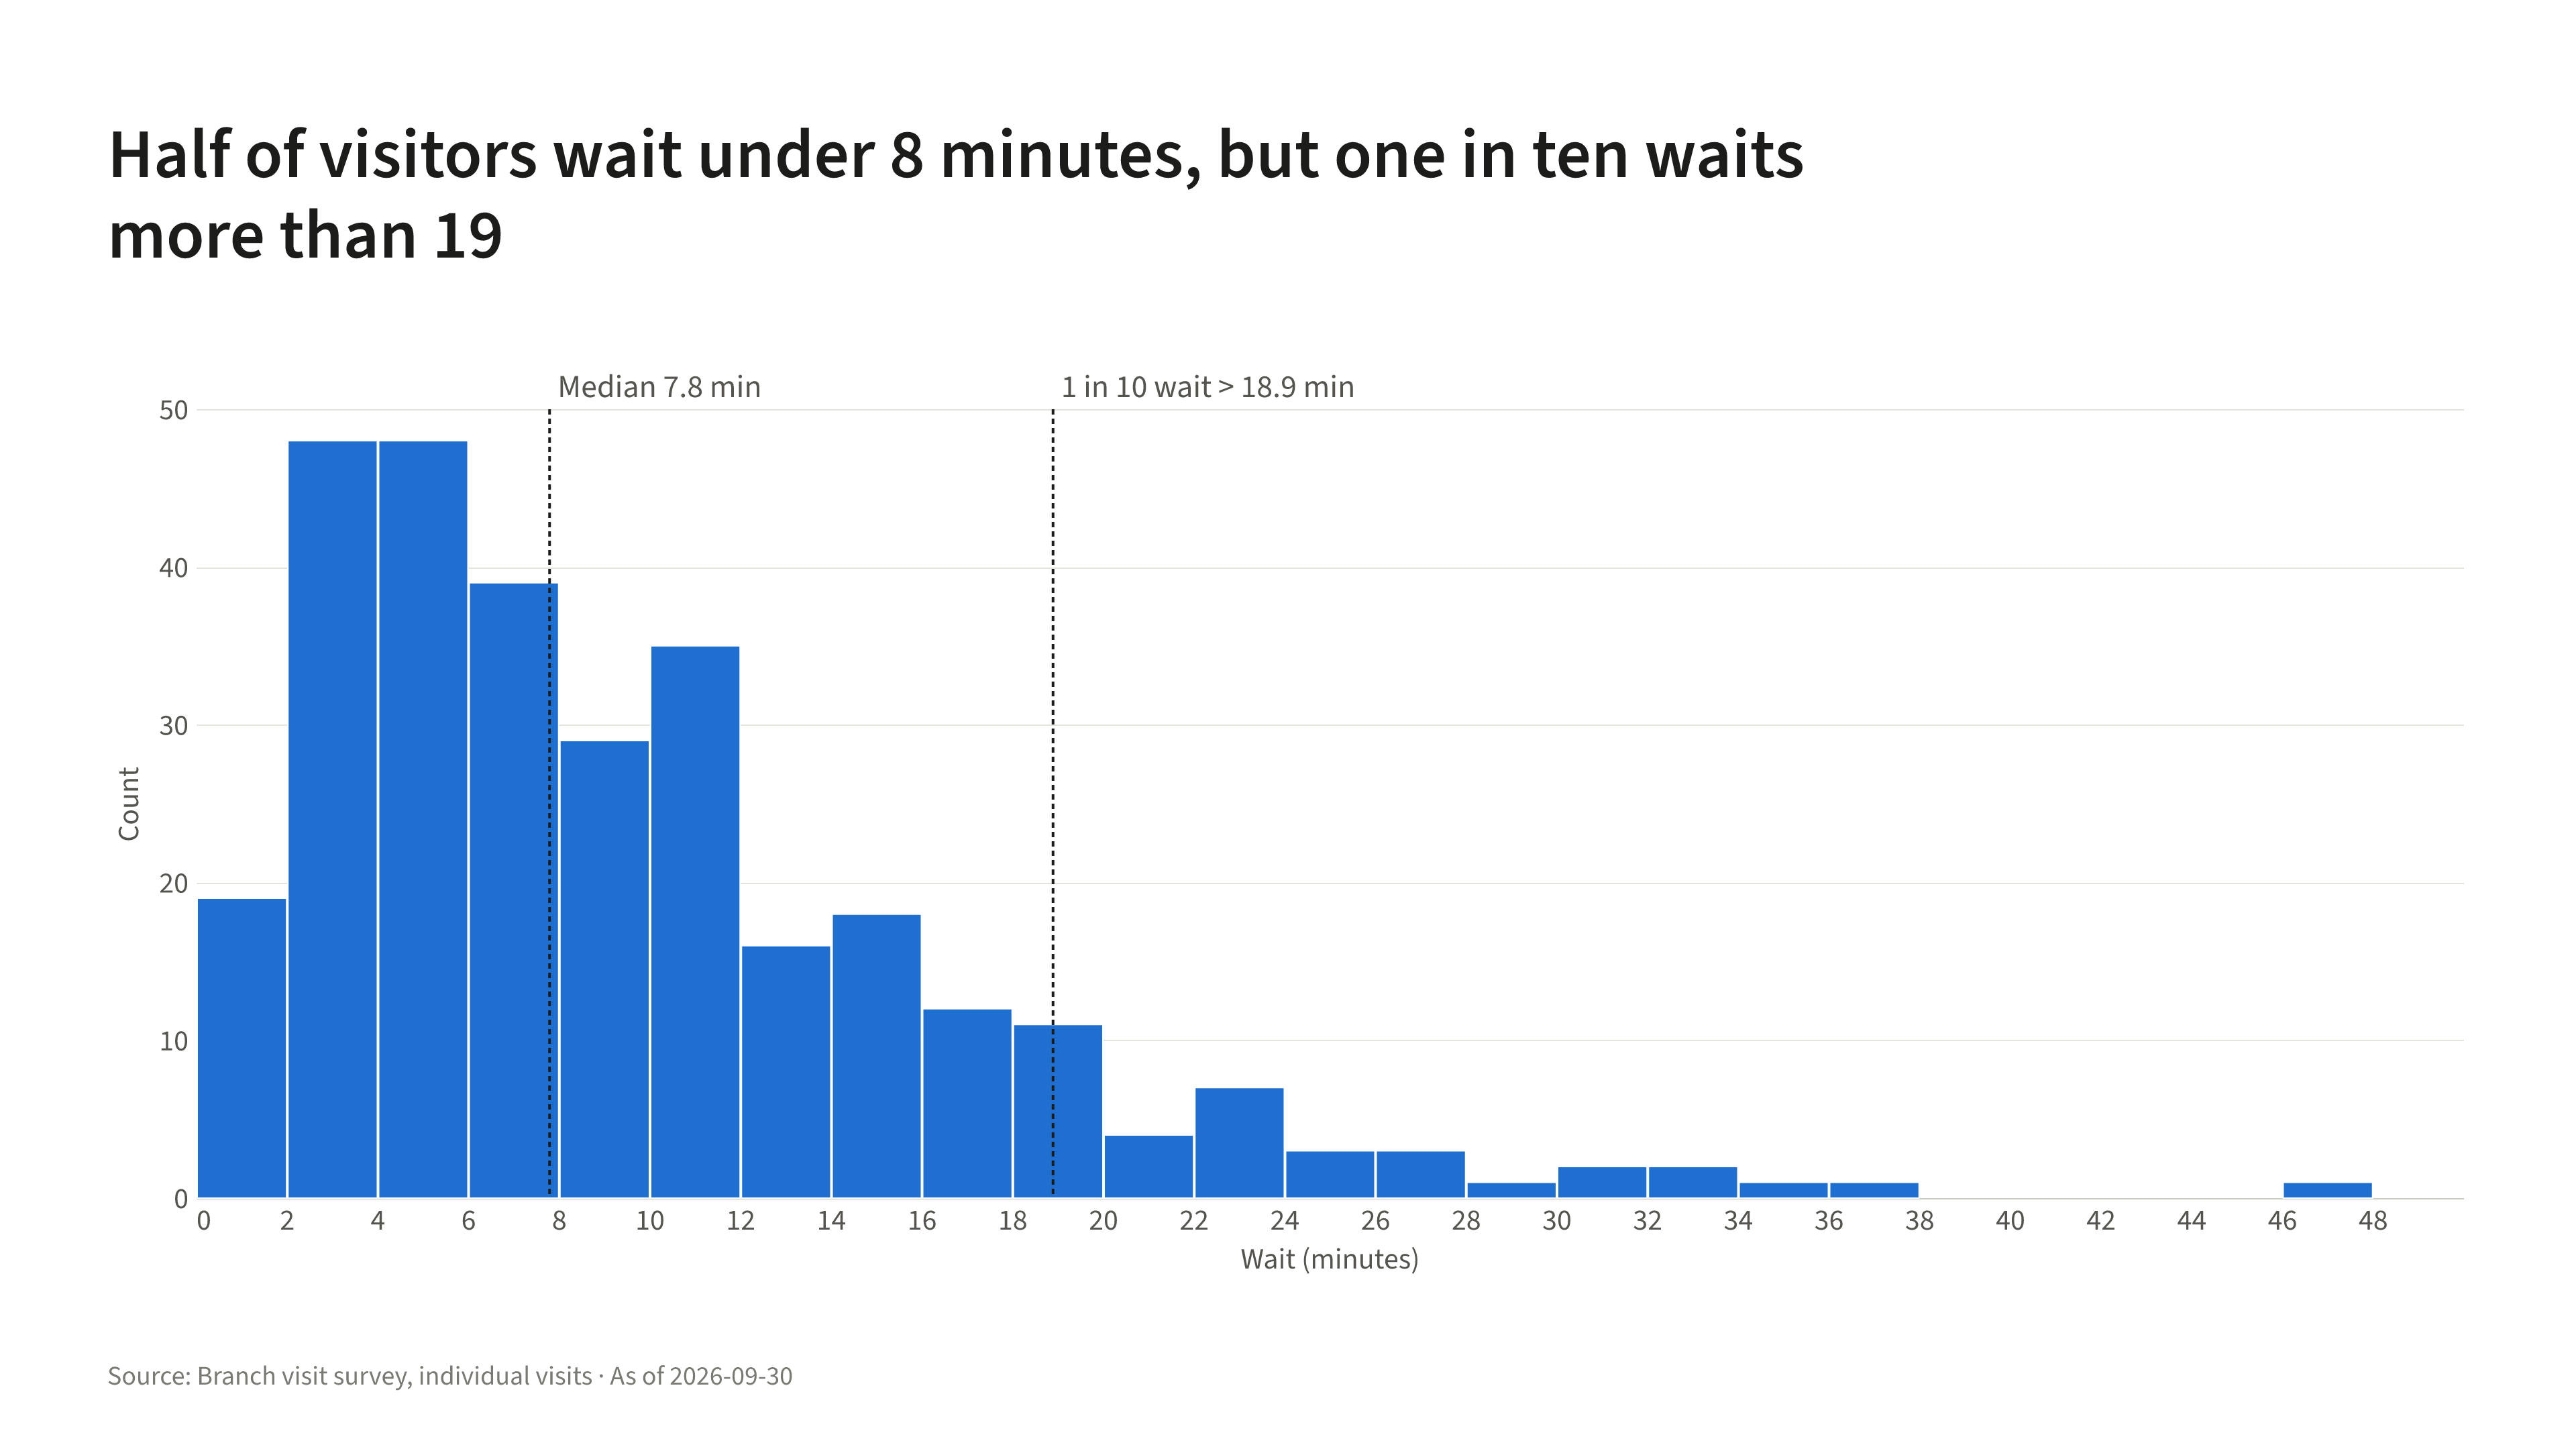 Half of visitors wait under 8 minutes, but one in ten waits
more than 19
Median 7.8 min
1 in 10 wait > 18.9 min
50
40
30
20
10
0
Count
0 2 4 6 8 10 12 14 16 18 20 22 24 26 28 30 32 34 36 38 40 42 44 46 48
Wait (minutes)
Source: Branch visit survey, individual visits · As of 2026-09-30